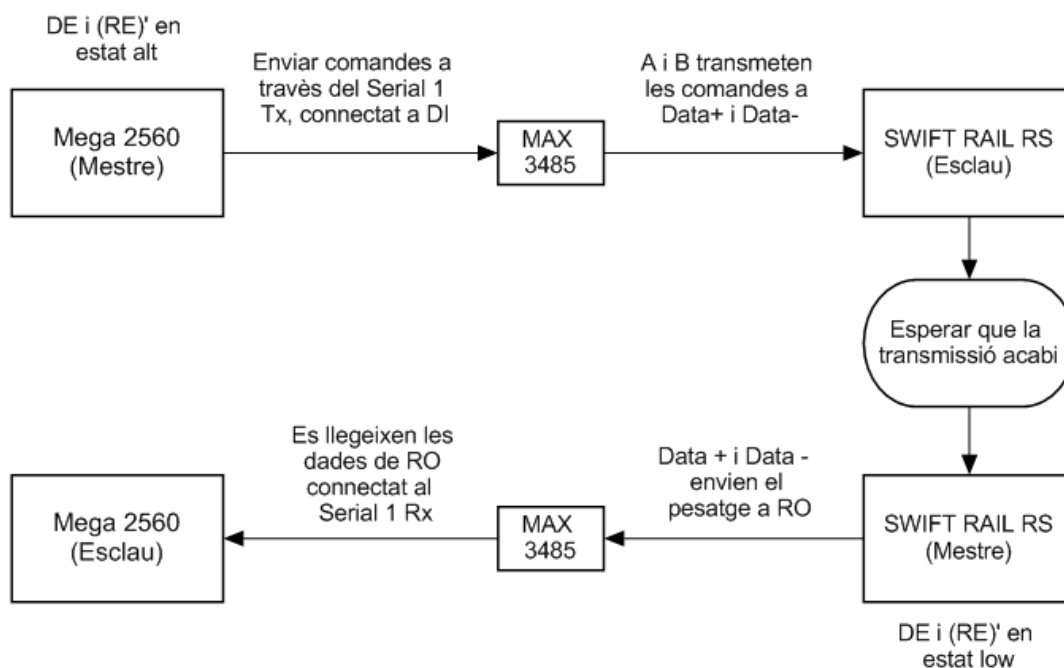 DE i (RE)' en
estat alt
Mega 2560
(Mestre)
Enviar comandes a
través del Serial 1
Tx, connectat a DI
MAX
3485
A i B transmeten
les comandes a
Data+ i Data-
SWIFT RAIL RS
(Esclau)
Esperar que la
transmissió acabi
SWIFT RAIL RS
(Mestre)
DE i (RE)' en
estat low
Data + i Data -
envien el
pesatge a RO
MAX
3485
Es llegeixen les
dades de RO
connectat al
Serial 1 Rx
Mega 2560
(Esclau)